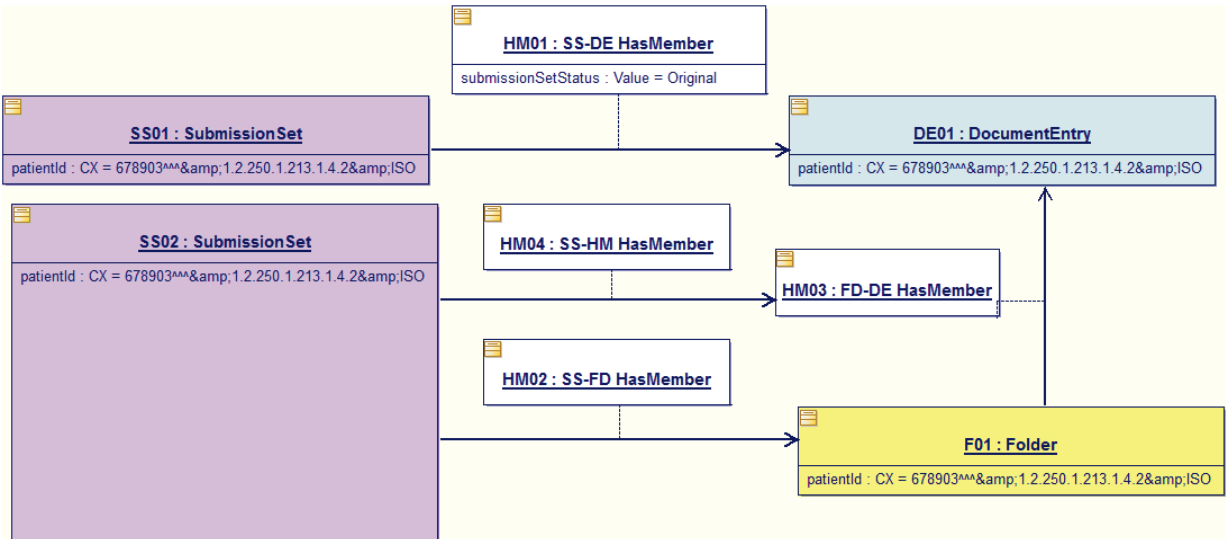 HM01 : SS-DE HasMember
submissionSetStatus : Value = Original
SS01 : SubmissionSet
patientId : CX = 678903^^^&amp;1.2.250.1.213.1.4.2&amp;ISO
DE01 : DocumentEntry
patientId : CX = 678903^^^&amp;1.2.250.1.213.1.4.2&amp;ISO
SS02 : SubmissionSet
patientId : CX = 678903^^^&amp;1.2.250.1.213.1.4.2&amp;ISO
HM04 : SS-HM HasMember
HM03 : FD-DE HasMember
HM02 : SS-FD HasMember
F01 : Folder
patientId : CX = 678903^^^&amp;1.2.250.1.213.1.4.2&amp;ISO